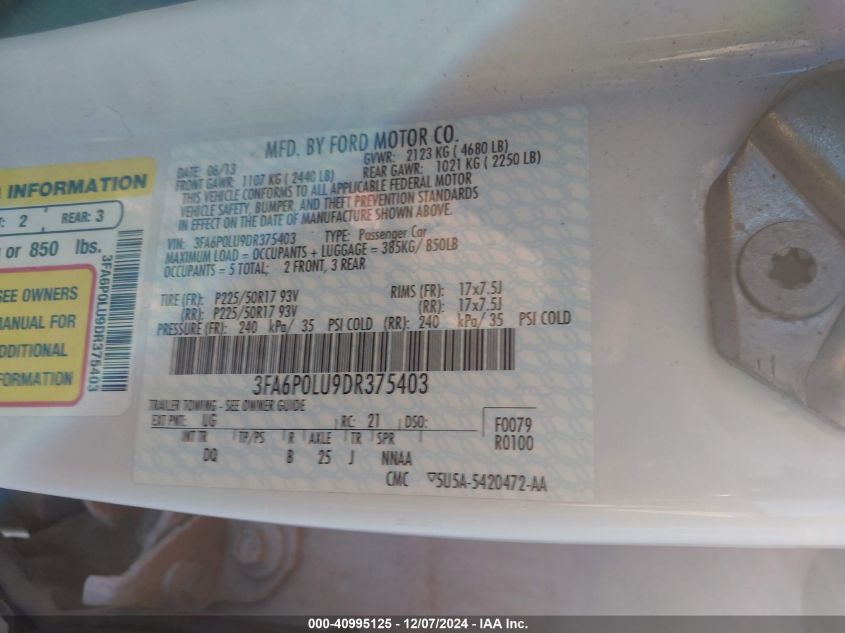 MFD. BY FORD MOTOR CO.
DATE: 06/13 GVWR: 2123 KG ( 4680 LB)
FRONT GAWR: 1107 KG ( 2440 LB) REAR GAWR: 1021 KG ( 2250 LB)
THIS VEHICLE CONFORMS TO ALL APPLICABLE FEDERAL MOTOR
VEHICLE SAFETY, BUMPER, AND THEFT PREVENTION STANDARDS
IN EFFECT ON THE DATE OF MANUFACTURE SHOWN ABOVE.
VIN: 3FA6P0LU9DR375403 TYPE: Passenger Car
MAXIMUM LOAD = OCCUPANTS + LUGGAGE = 385KG/ 850LB
OCCUPANTS = 5 TOTAL; 2 FRONT, 3 REAR
TIRE (FR): P225/50R17 93V RIMS (FR): 17x7.5J
(RR): P225/50R17 93V (RR): 17x7.5J
PRESSURE (FR): 240 kPa/ 35 PSI COLD (RR): 240 kPa/ 35 PSI COLD
3FA6P0LU9DR375403
TRAILER TOWING - SEE OWNER GUIDE
EXT PNT: UG RC: 21 DSO:
F0079
R0100
INT TR TP/PS R AXLE TR SPR
DQ B 25 J NNAA
CMC ▽5U5A-5420472-AA
INFORMATION
2 REAR: 3
or 850 lbs.
SEE OWNERS
MANUAL FOR
ADDITIONAL
INFORMATION
3FA6P0LU9DR375403
000-40995125 - 12/07/2024 - IAA Inc.